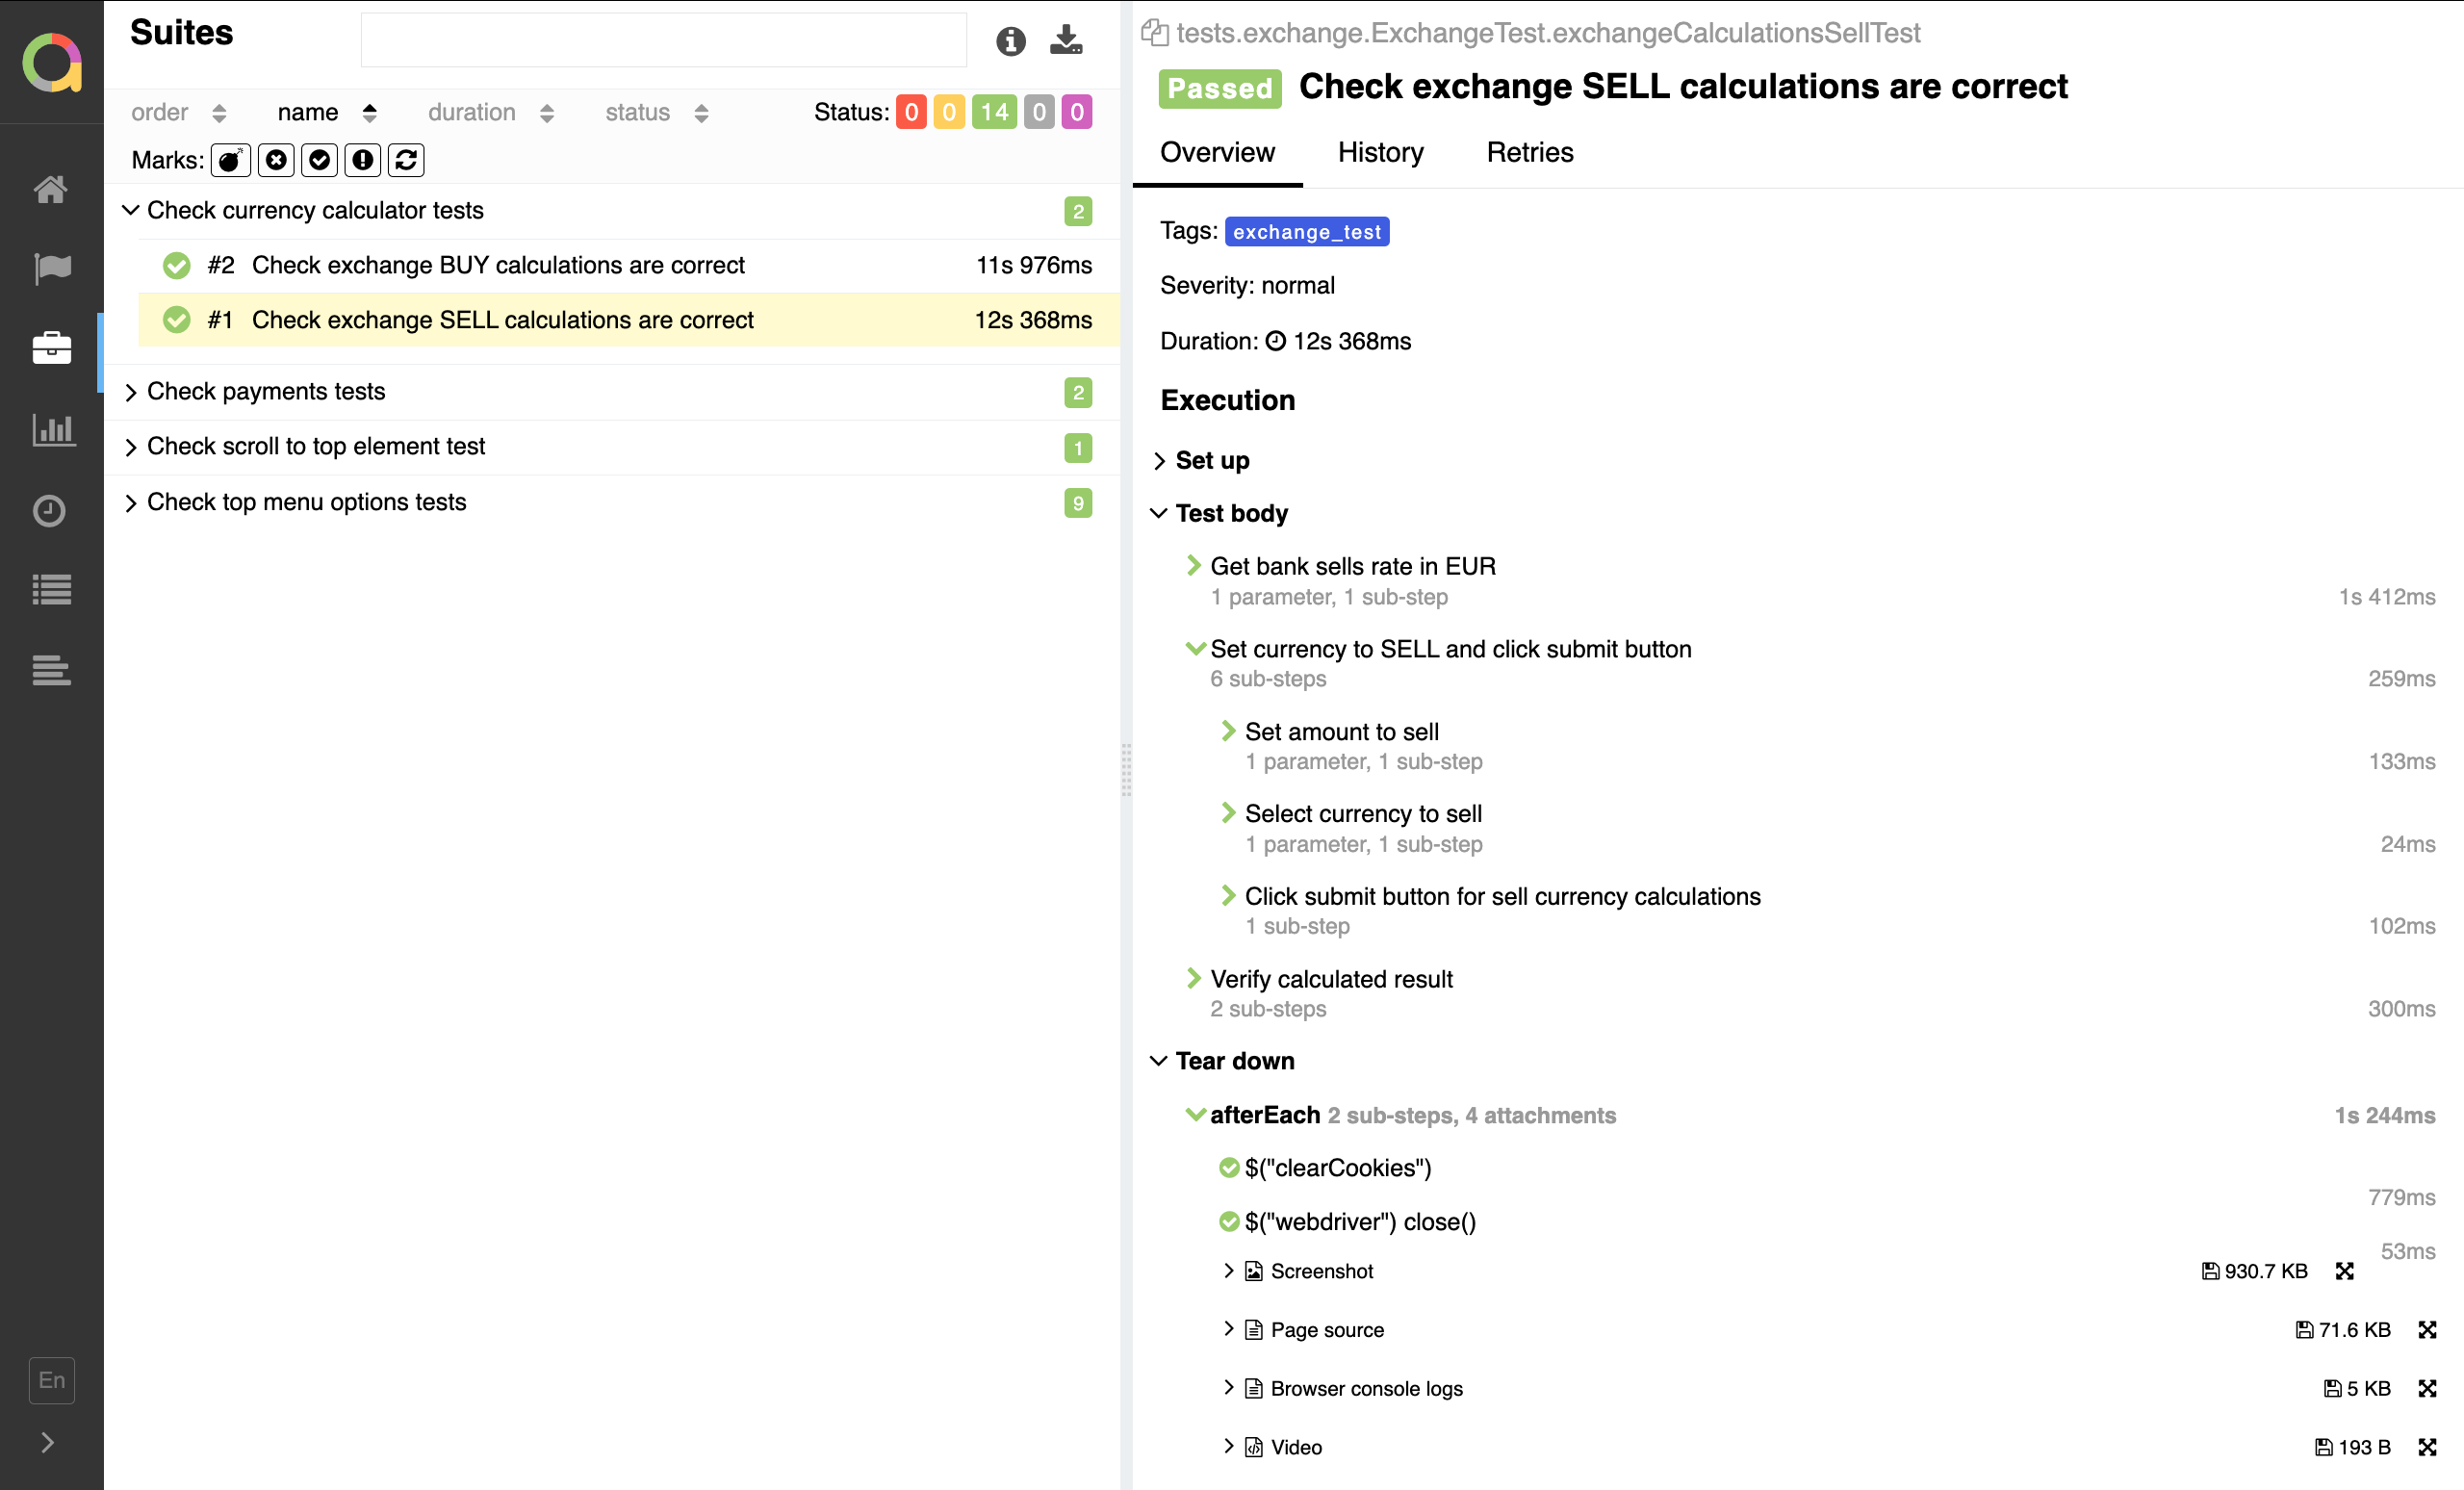 Suites
order name duration status Status: 0 0 14 0 0
Marks:
Check currency calculator tests 2
#2 Check exchange BUY calculations are correct 11s 976ms
#1 Check exchange SELL calculations are correct 12s 368ms
Check payments tests 2
Check scroll to top element test 1
Check top menu options tests 9
En
tests.exchange.ExchangeTest.exchangeCalculationsSellTest
Passed Check exchange SELL calculations are correct
Overview History Retries
Tags: exchange_test
Severity: normal
Duration: 12s 368ms
Execution
Set up
Test body
Get bank sells rate in EUR
1 parameter, 1 sub-step 1s 412ms
Set currency to SELL and click submit button
6 sub-steps 259ms
Set amount to sell
1 parameter, 1 sub-step 133ms
Select currency to sell
1 parameter, 1 sub-step 24ms
Click submit button for sell currency calculations
1 sub-step 102ms
Verify calculated result
2 sub-steps 300ms
Tear down
afterEach 2 sub-steps, 4 attachments 1s 244ms
$("clearCookies")
779ms
$("webdriver") close()
53ms
Screenshot 930.7 KB
Page source 71.6 KB
Browser console logs 5 KB
Video 193 B